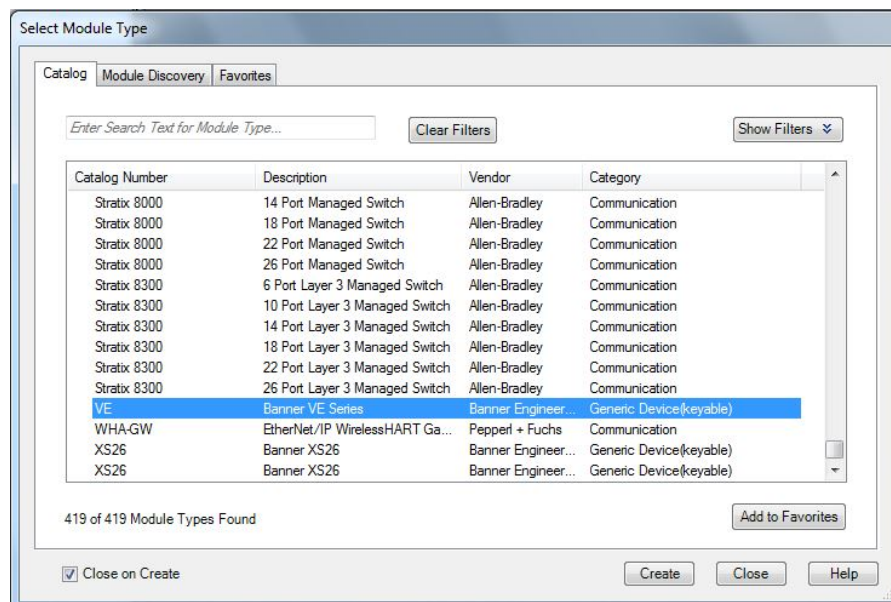 Select Module Type
Catalog Module Discovery Favorites
Enter Search Text for Module Type... Clear Filters Show Filters
Catalog Number Description Vendor Category
Stratix 8000 14 Port Managed Switch Allen-Bradley Communication
Stratix 8000 18 Port Managed Switch Allen-Bradley Communication
Stratix 8000 22 Port Managed Switch Allen-Bradley Communication
Stratix 8000 26 Port Managed Switch Allen-Bradley Communication
Stratix 8300 6 Port Layer 3 Managed Switch Allen-Bradley Communication
Stratix 8300 10 Port Layer 3 Managed Switch Allen-Bradley Communication
Stratix 8300 14 Port Layer 3 Managed Switch Allen-Bradley Communication
Stratix 8300 18 Port Layer 3 Managed Switch Allen-Bradley Communication
Stratix 8300 22 Port Layer 3 Managed Switch Allen-Bradley Communication
Stratix 8300 26 Port Layer 3 Managed Switch Allen-Bradley Communication
VE Banner VE Series Banner Engineer... Generic Device(keyable)
WHA-GW EtherNet/IP WirelessHART Ga... Pepperl + Fuchs Communication
XS26 Banner XS26 Banner Engineer... Generic Device(keyable)
XS26 Banner XS26 Banner Engineer... Generic Device(keyable)
419 of 419 Module Types Found Add to Favorites
Close on Create Create Close Help